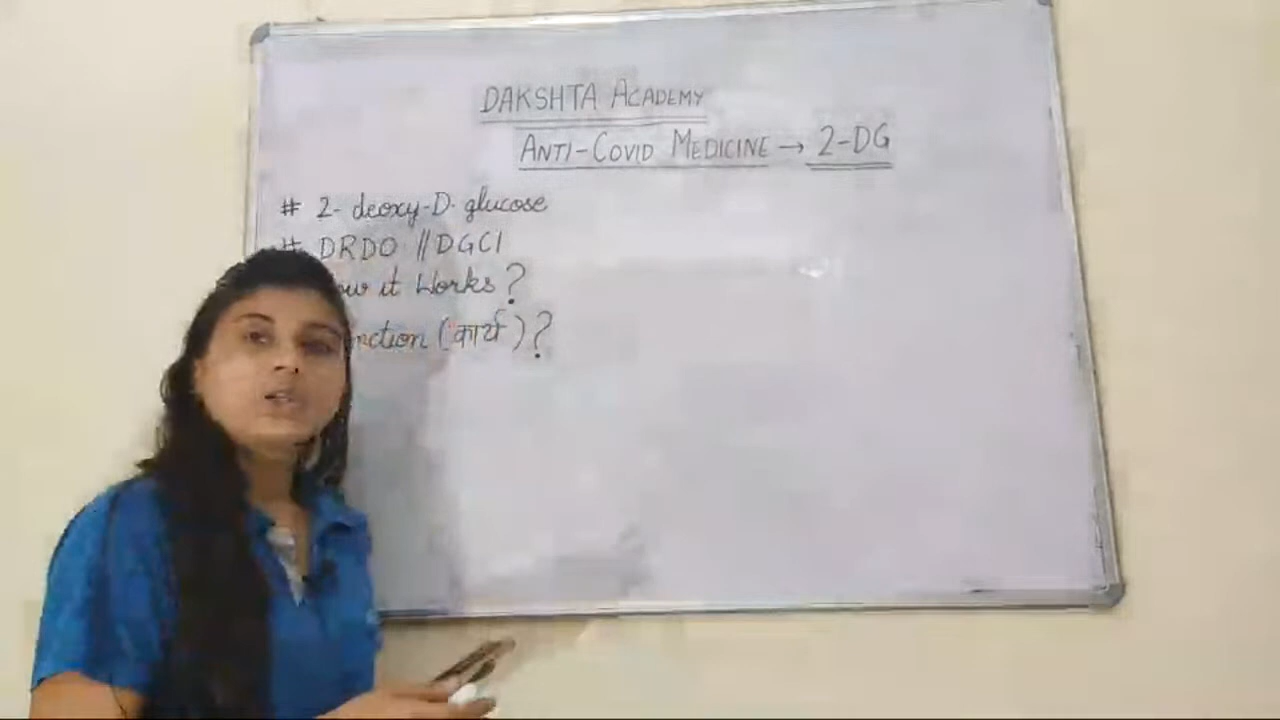 DAKSHTA ACADEMY
ANTI-COVID MEDICINE → 2-DG
# 2- deoxy-D- glucose
# DRDO // DGCI
it Works ?
(कार्य) ?